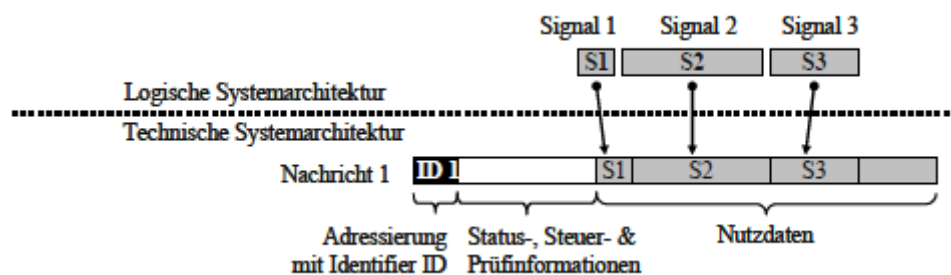 Signal 1 Signal 2 Signal 3
S1 S2 S3
Logische Systemarchitektur
Technische Systemarchitektur
Nachricht 1 ID 1 S1 S2 S3
Adressierung Status-, Steuer- & Nutzdaten
mit Identifier ID Prüfinformationen